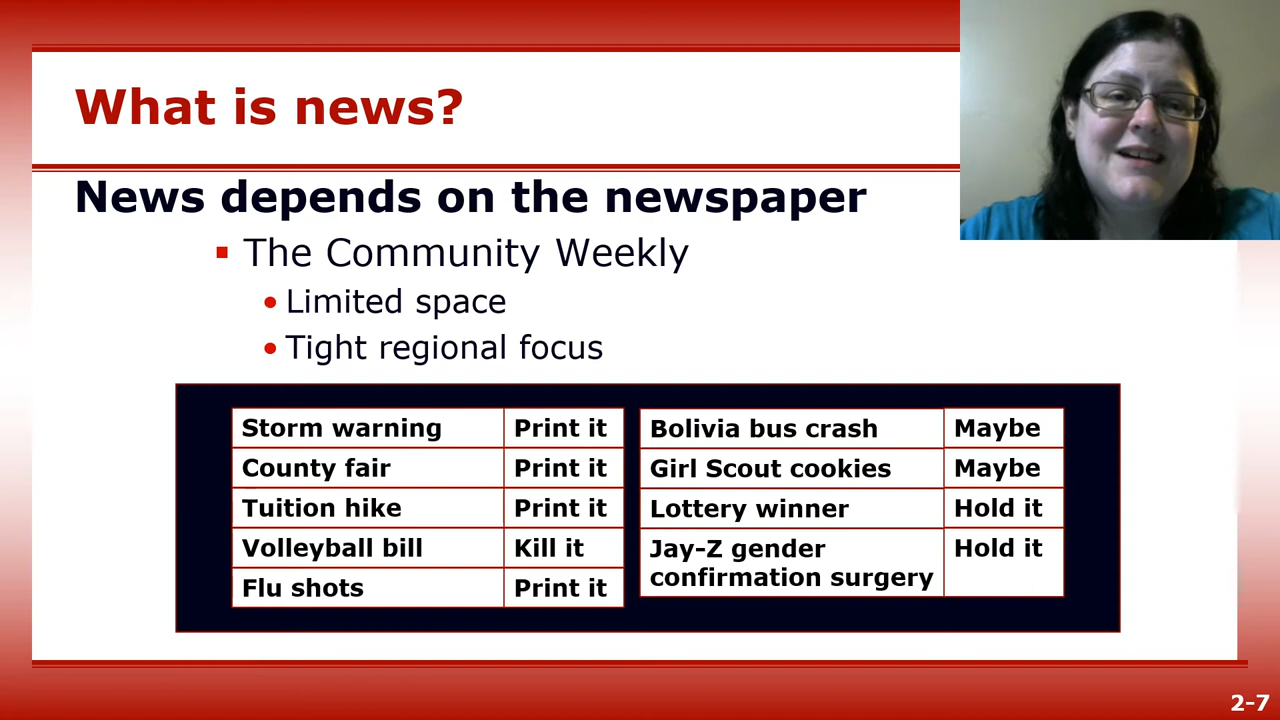 What is news?
News depends on the newspaper
The Community Weekly
Limited space
Tight regional focus
Storm warning Print it
County fair Print it
Tuition hike Print it
Volleyball bill Kill it
Flu shots Print it
Bolivia bus crash Maybe
Girl Scout cookies Maybe
Lottery winner Hold it
Jay-Z gender Hold it
confirmation surgery
2-7